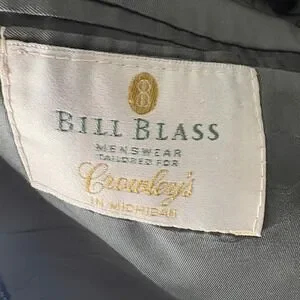 BILL BLASS
MENSWEAR
TAILORED FOR
Crowley's
IN MICHIGAN